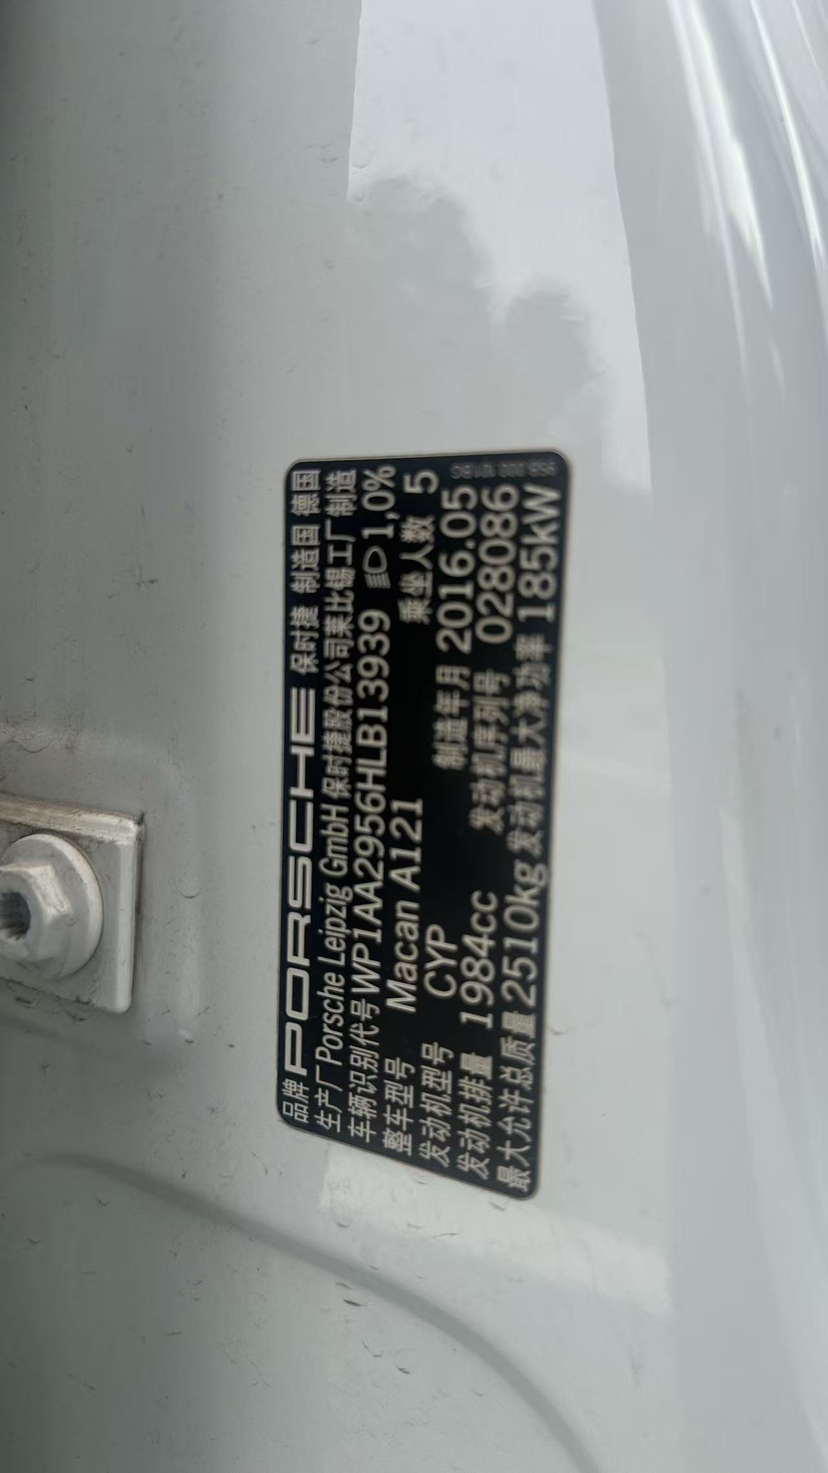 品牌 PORSCHE 保时捷 制造国 德国
生产厂 Porsche Leipzig GmbH 保时捷股份公司莱比锡工厂制造
车辆识别代号 WP1AA2956HLB13939 1,0%
整车型号 Macan A121 乘坐人数 5
发动机型号 CYP 制造年月 2016.05
发动机排量 1984cc 发动机序列号 028086
最大允许总质量 2510kg 发动机最大净功率 185kW